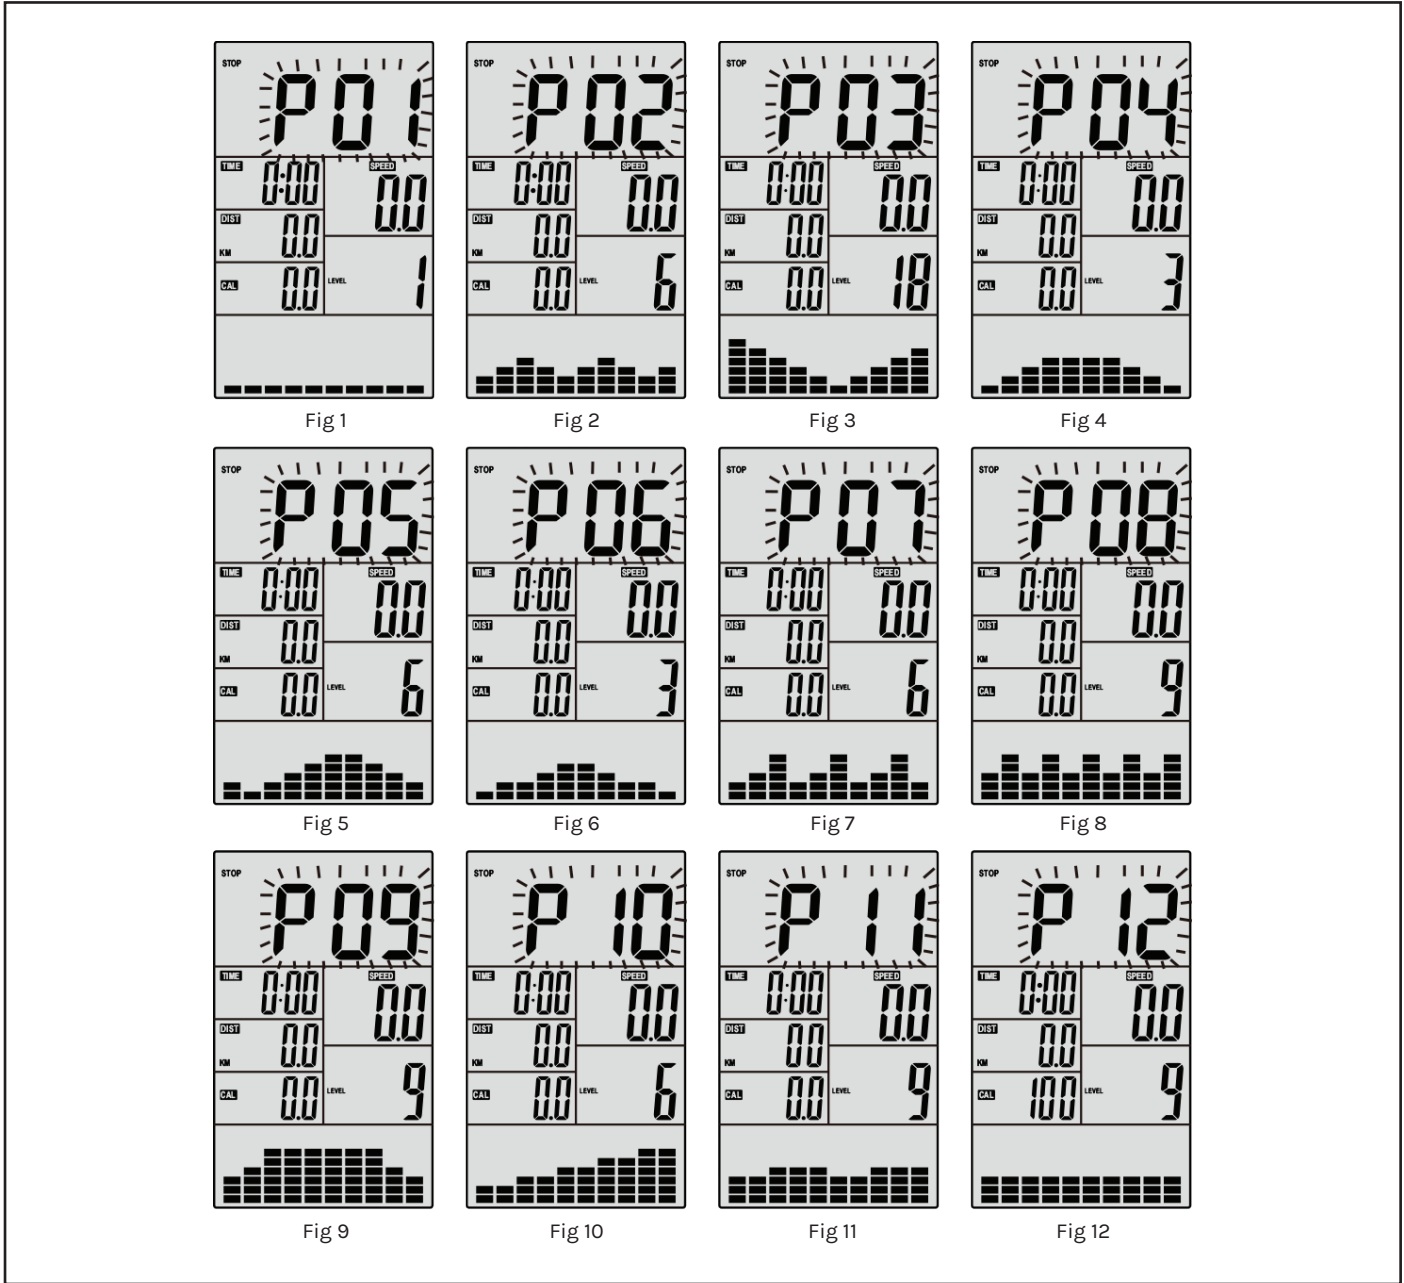 STOP
P01
TIME 0:00 SPEED 0.0
DIST KM 0.0
CAL 0.0 LEVEL 1
Fig 1
STOP
P02
TIME 0:00 SPEED 0.0
DIST KM 0.0
CAL 0.0 LEVEL 6
Fig 2
STOP
P03
TIME 0:00 SPEED 0.0
DIST KM 0.0
CAL 0.0 LEVEL 18
Fig 3
STOP
P04
TIME 0:00 SPEED 0.0
DIST KM 0.0
CAL 0.0 LEVEL 3
Fig 4
STOP
P05
TIME 0:00 SPEED 0.0
DIST KM 0.0
CAL 0.0 LEVEL 6
Fig 5
STOP
P06
TIME 0:00 SPEED 0.0
DIST KM 0.0
CAL 0.0 LEVEL 3
Fig 6
STOP
P07
TIME 0:00 SPEED 0.0
DIST KM 0.0
CAL 0.0 LEVEL 6
Fig 7
STOP
P08
TIME 0:00 SPEED 0.0
DIST KM 0.0
CAL 0.0 LEVEL 9
Fig 8
STOP
P09
TIME 0:00 SPEED 0.0
DIST KM 0.0
CAL 0.0 LEVEL 9
Fig 9
STOP
P 10
TIME 0:00 SPEED 0.0
DIST KM 0.0
CAL 0.0 LEVEL 6
Fig 10
STOP
P 11
TIME 0:00 SPEED 0.0
DIST KM 0.0
CAL 0.0 LEVEL 9
Fig 11
STOP
P 12
TIME 0:00 SPEED 0.0
DIST KM 0.0
CAL 100 LEVEL 9
Fig 12